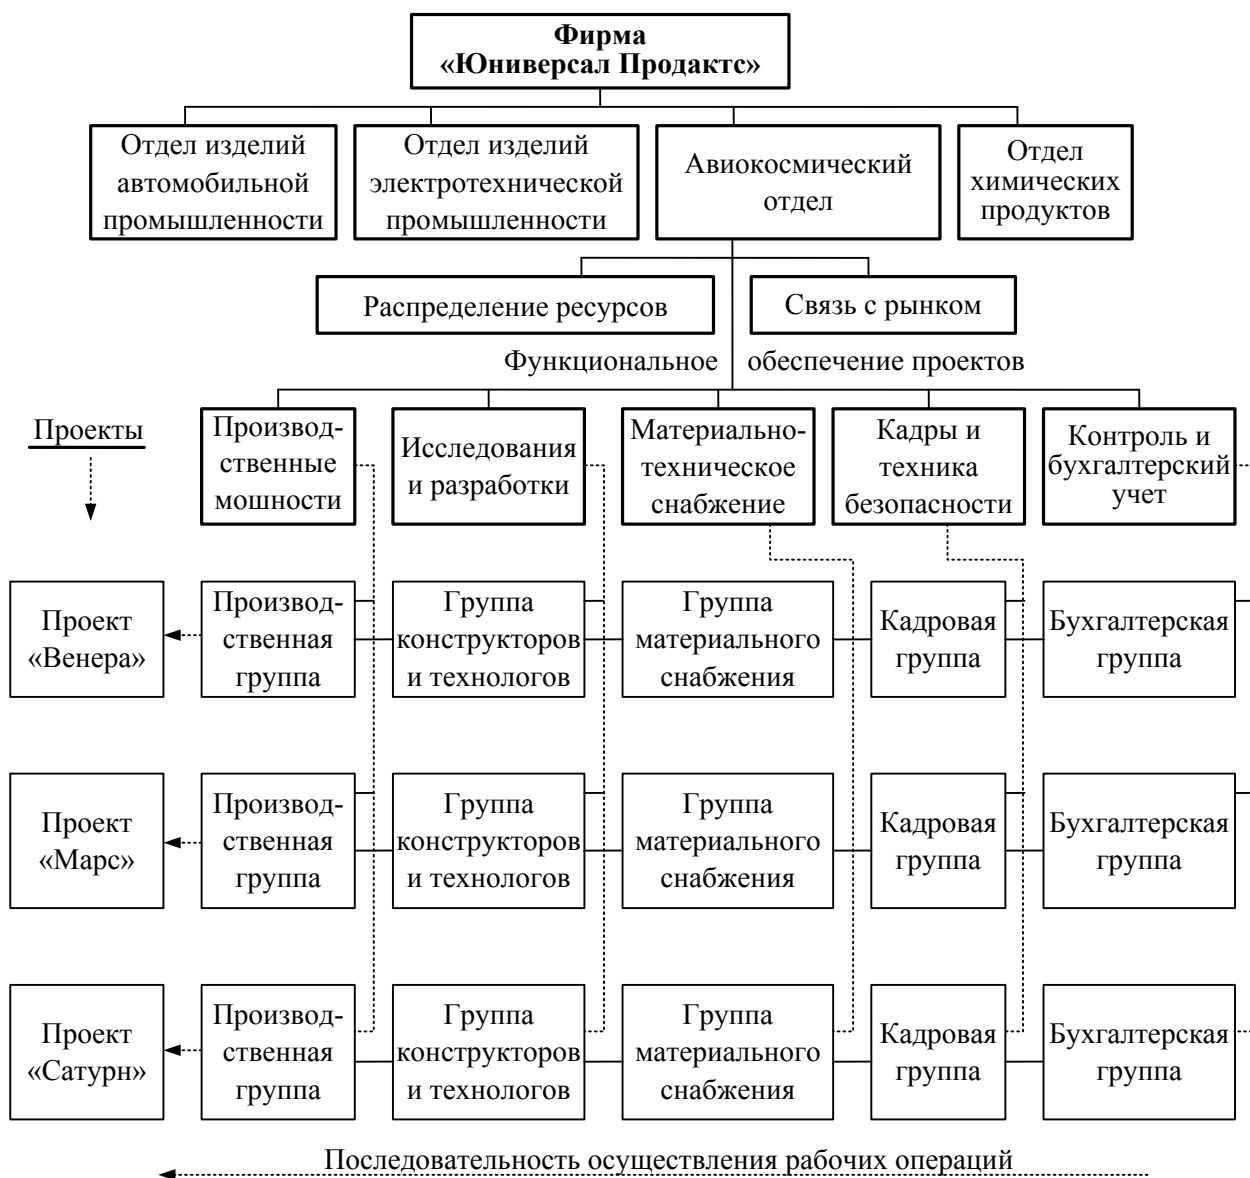 Фирма
«Юниверсал Продактс»
Отдел изделий
автомобильной
промышленности
Отдел изделий
электротехнической
промышленности
Авиокосмический
отдел
Отдел
химических
продуктов
Распределение ресурсов
Связь с рынком
Функциональное обеспечение проектов
Проекты
Производ-
ственные
мошности
Исследования
и разработки
Материально-
техническое
снабжение
Кадры и
техника
безопасности
Контроль и
бухгалтерский
учет
Проект
«Венера»
Производ-
ственная
группа
Группа
конструкторов
и технологов
Группа
материального
снабжения
Кадровая
группа
Бухгалтерская
группа
Проект
«Марс»
Производ-
ственная
группа
Группа
конструкторов
и технологов
Группа
материального
снабжения
Кадровая
группа
Бухгалтерская
группа
Проект
«Сатурн»
Производ-
ственная
группа
Группа
конструкторов
и технологов
Группа
материального
снабжения
Кадровая
группа
Бухгалтерская
группа
Последовательность осуществления рабочих операций